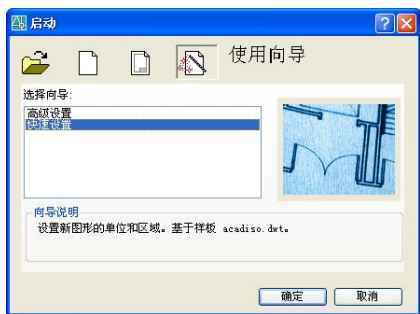 启动
使用向导
选择向导:
高级设置
快速设置
向导说明
设置新图形的单位和区域。基于样板 acadiso.dwt。
确定 取消